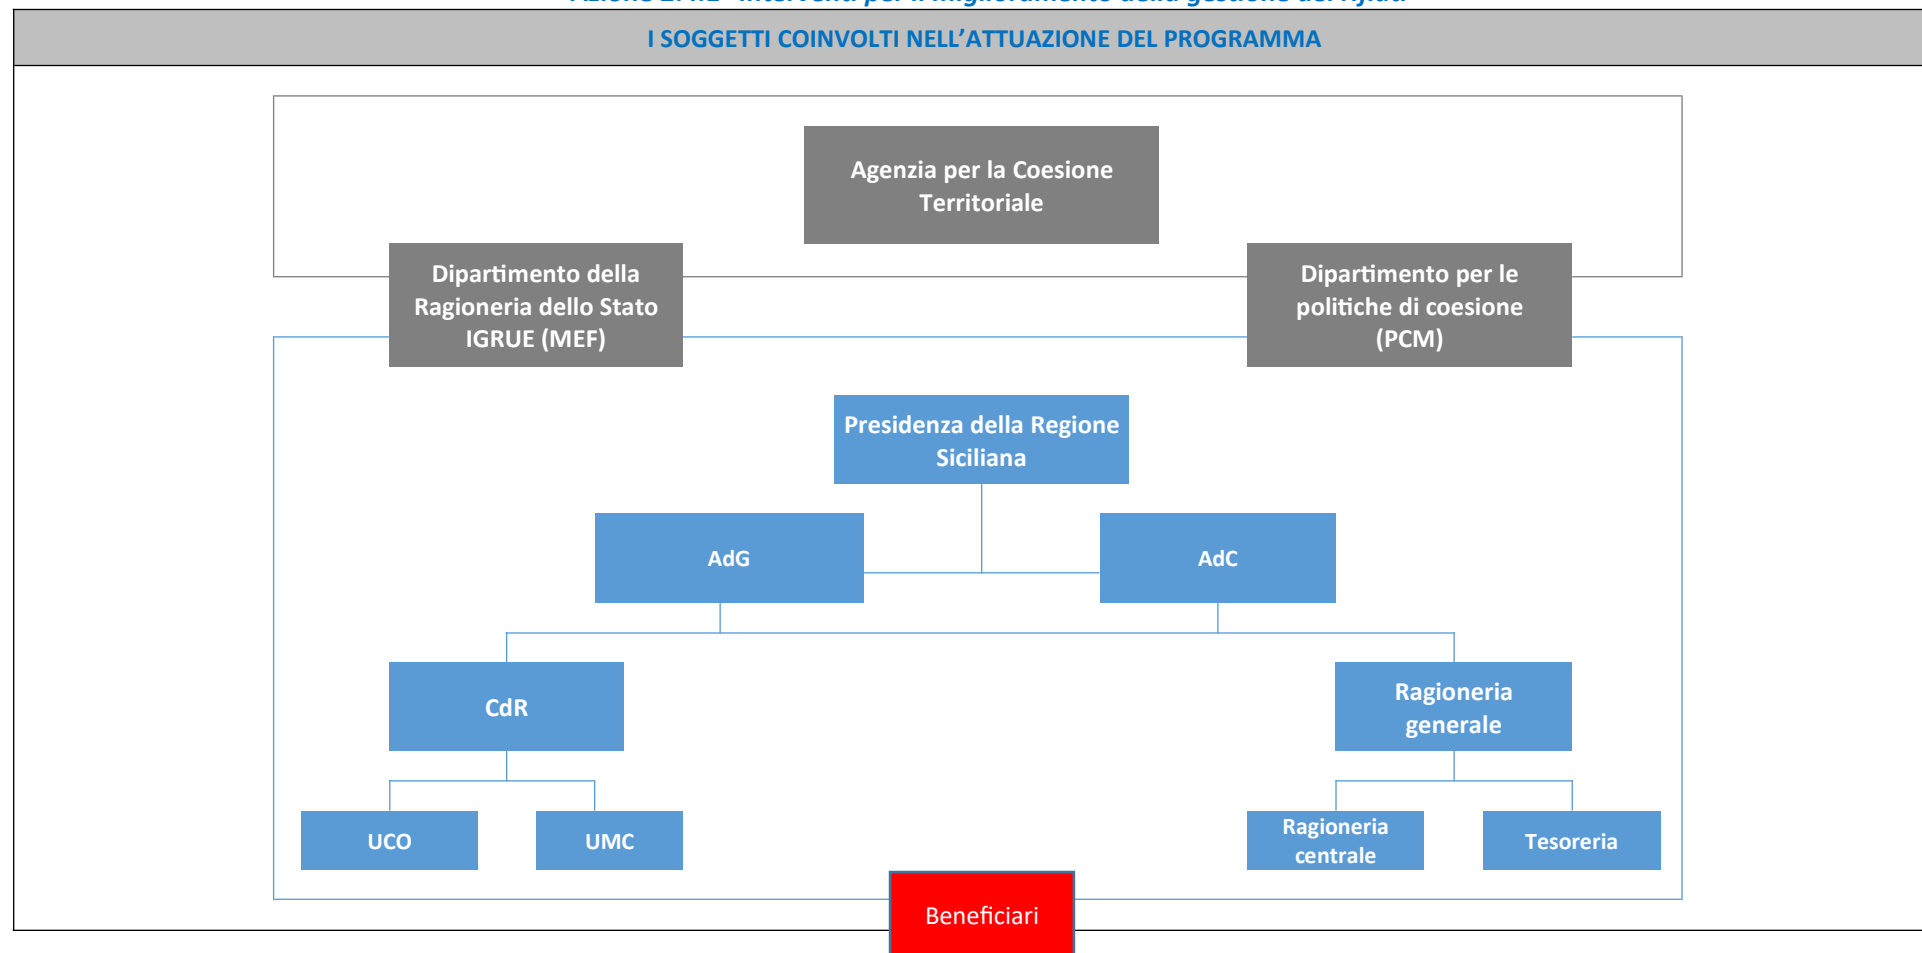 I SOGGETTI COINVOLTI NELL'ATTUAZIONE DEL PROGRAMMA
Agenzia per la Coesione
Territoriale
Dipartimento della
Ragioneria dello Stato
IGRUE (MEF)
Dipartimento per le
politiche di coesione
(PCM)
Presidenza della Regione
Siciliana
AdG
AdC
CdR
Ragioneria
generale
UCO
UMC
Ragioneria
centrale
Tesoreria
Beneficiari